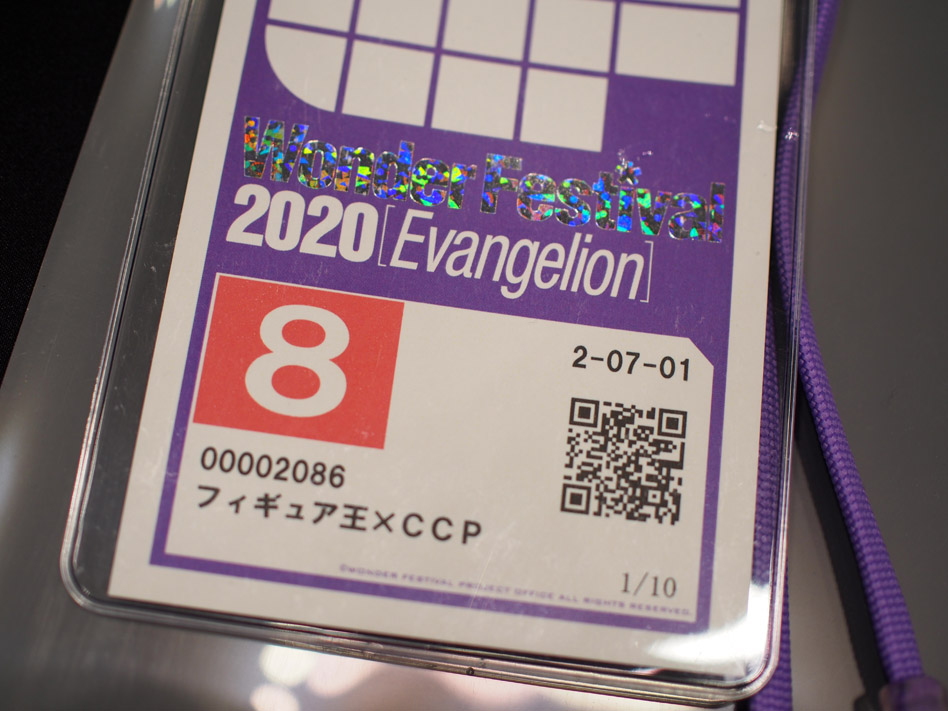 Wonder Festival
2020[Evangelion]
8
2-07-01
00002086
フィギュア王×CCP
1/10
©WONDER FESTIVAL PROJECT OFFICE ALL RIGHTS RESERVED.